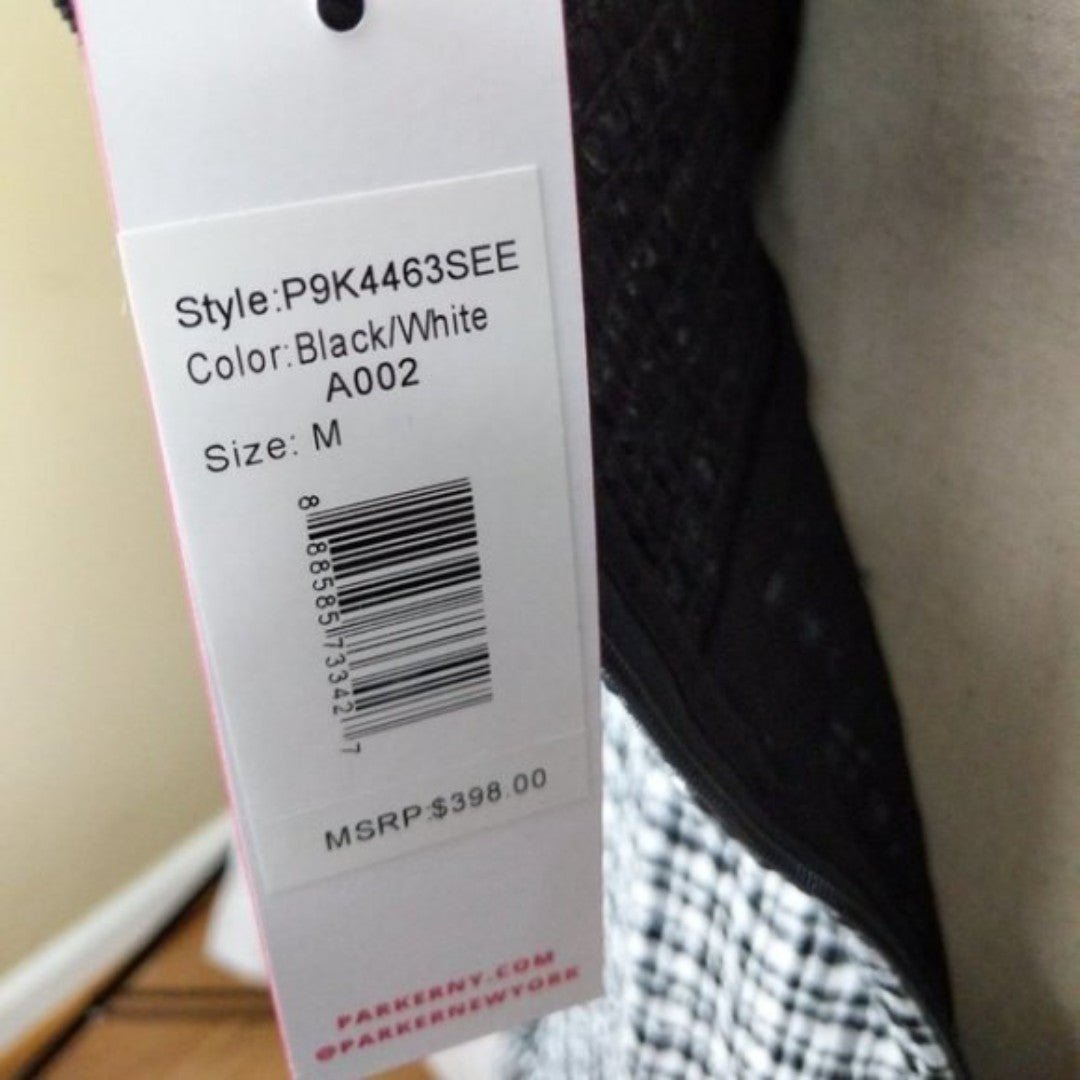 Style:P9K4463SEE
Color:Black/White
A002
Size: M
8 88585 73342 7
MSRP:$398.00
PARKERNY.COM
@PARKERNEWYORK